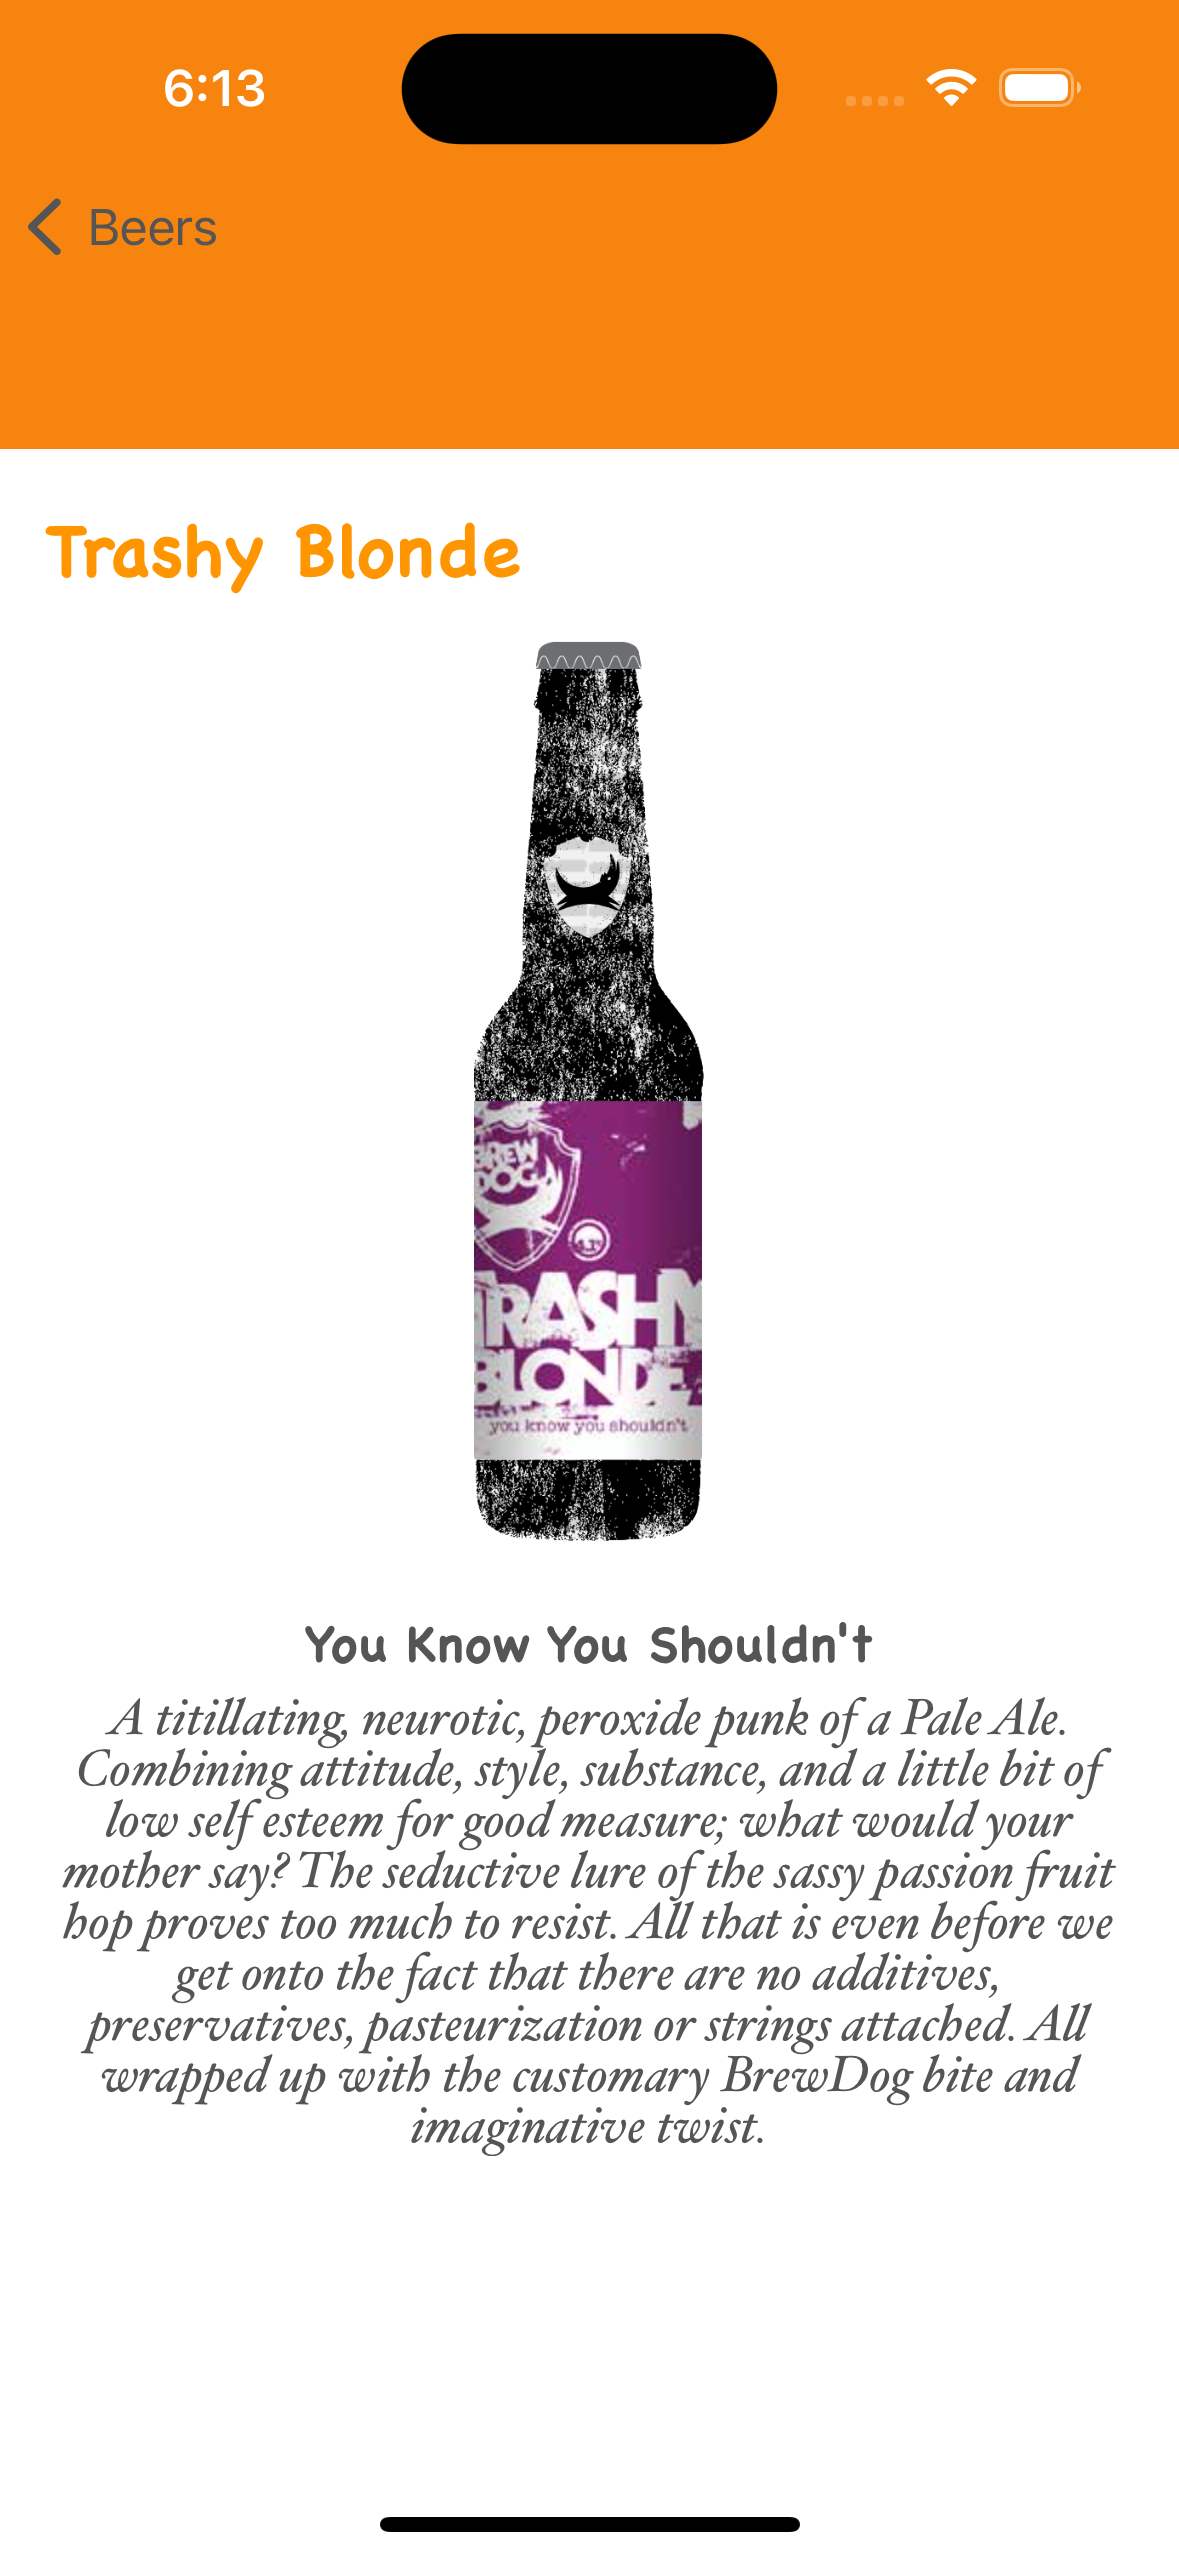 6:13
Beers
Trashy Blonde
BREW
DOG
TRASHY
BLONDE
you know you shouldn't
You Know You Shouldn't
A titillating, neurotic, peroxide punk of a Pale Ale.
Combining attitude, style, substance, and a little bit of
low self esteem for good measure; what would your
mother say? The seductive lure of the sassy passion fruit
hop proves too much to resist. All that is even before we
get onto the fact that there are no additives,
preservatives, pasteurization or strings attached. All
wrapped up with the customary BrewDog bite and
imaginative twist.